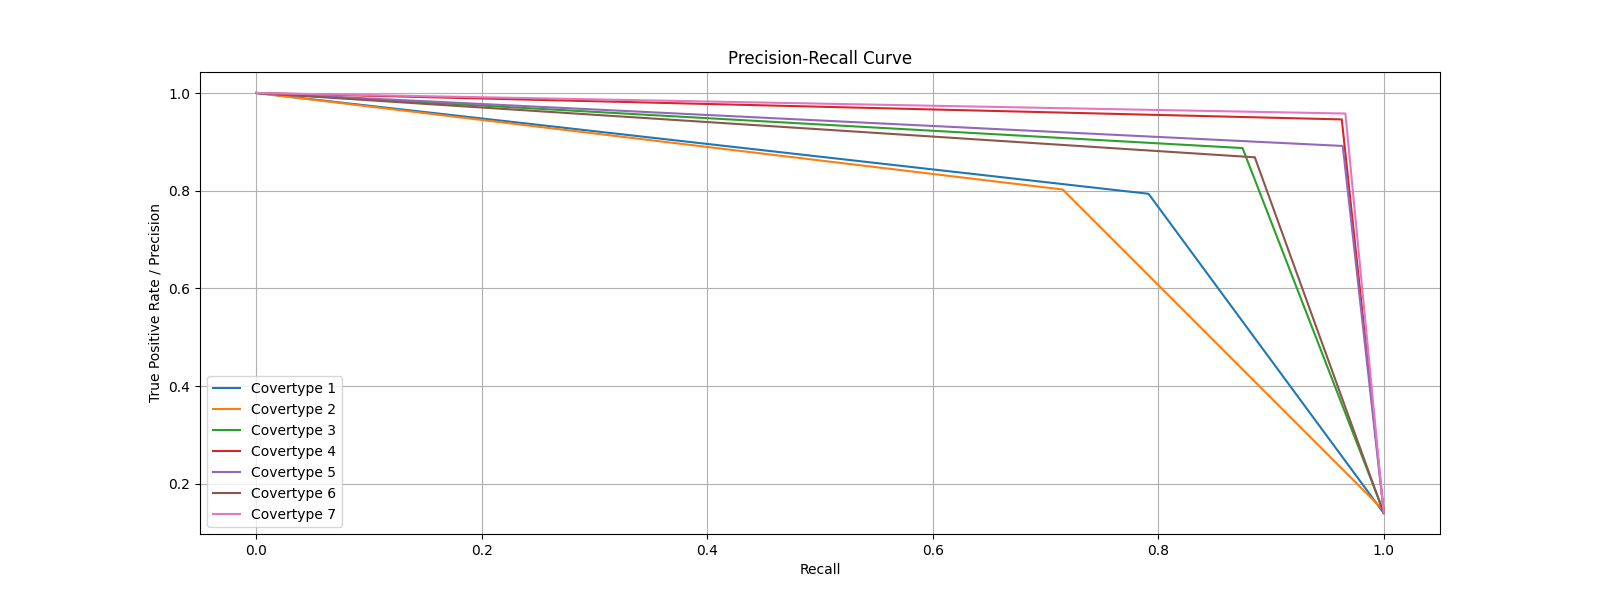 Precision-Recall Curve
True Positive Rate / Precision
1.0
0.8
0.6
0.4
0.2
Covertype 1
Covertype 2
Covertype 3
Covertype 4
Covertype 5
Covertype 6
Covertype 7
0.0 0.2 0.4 0.6 0.8 1.0
Recall